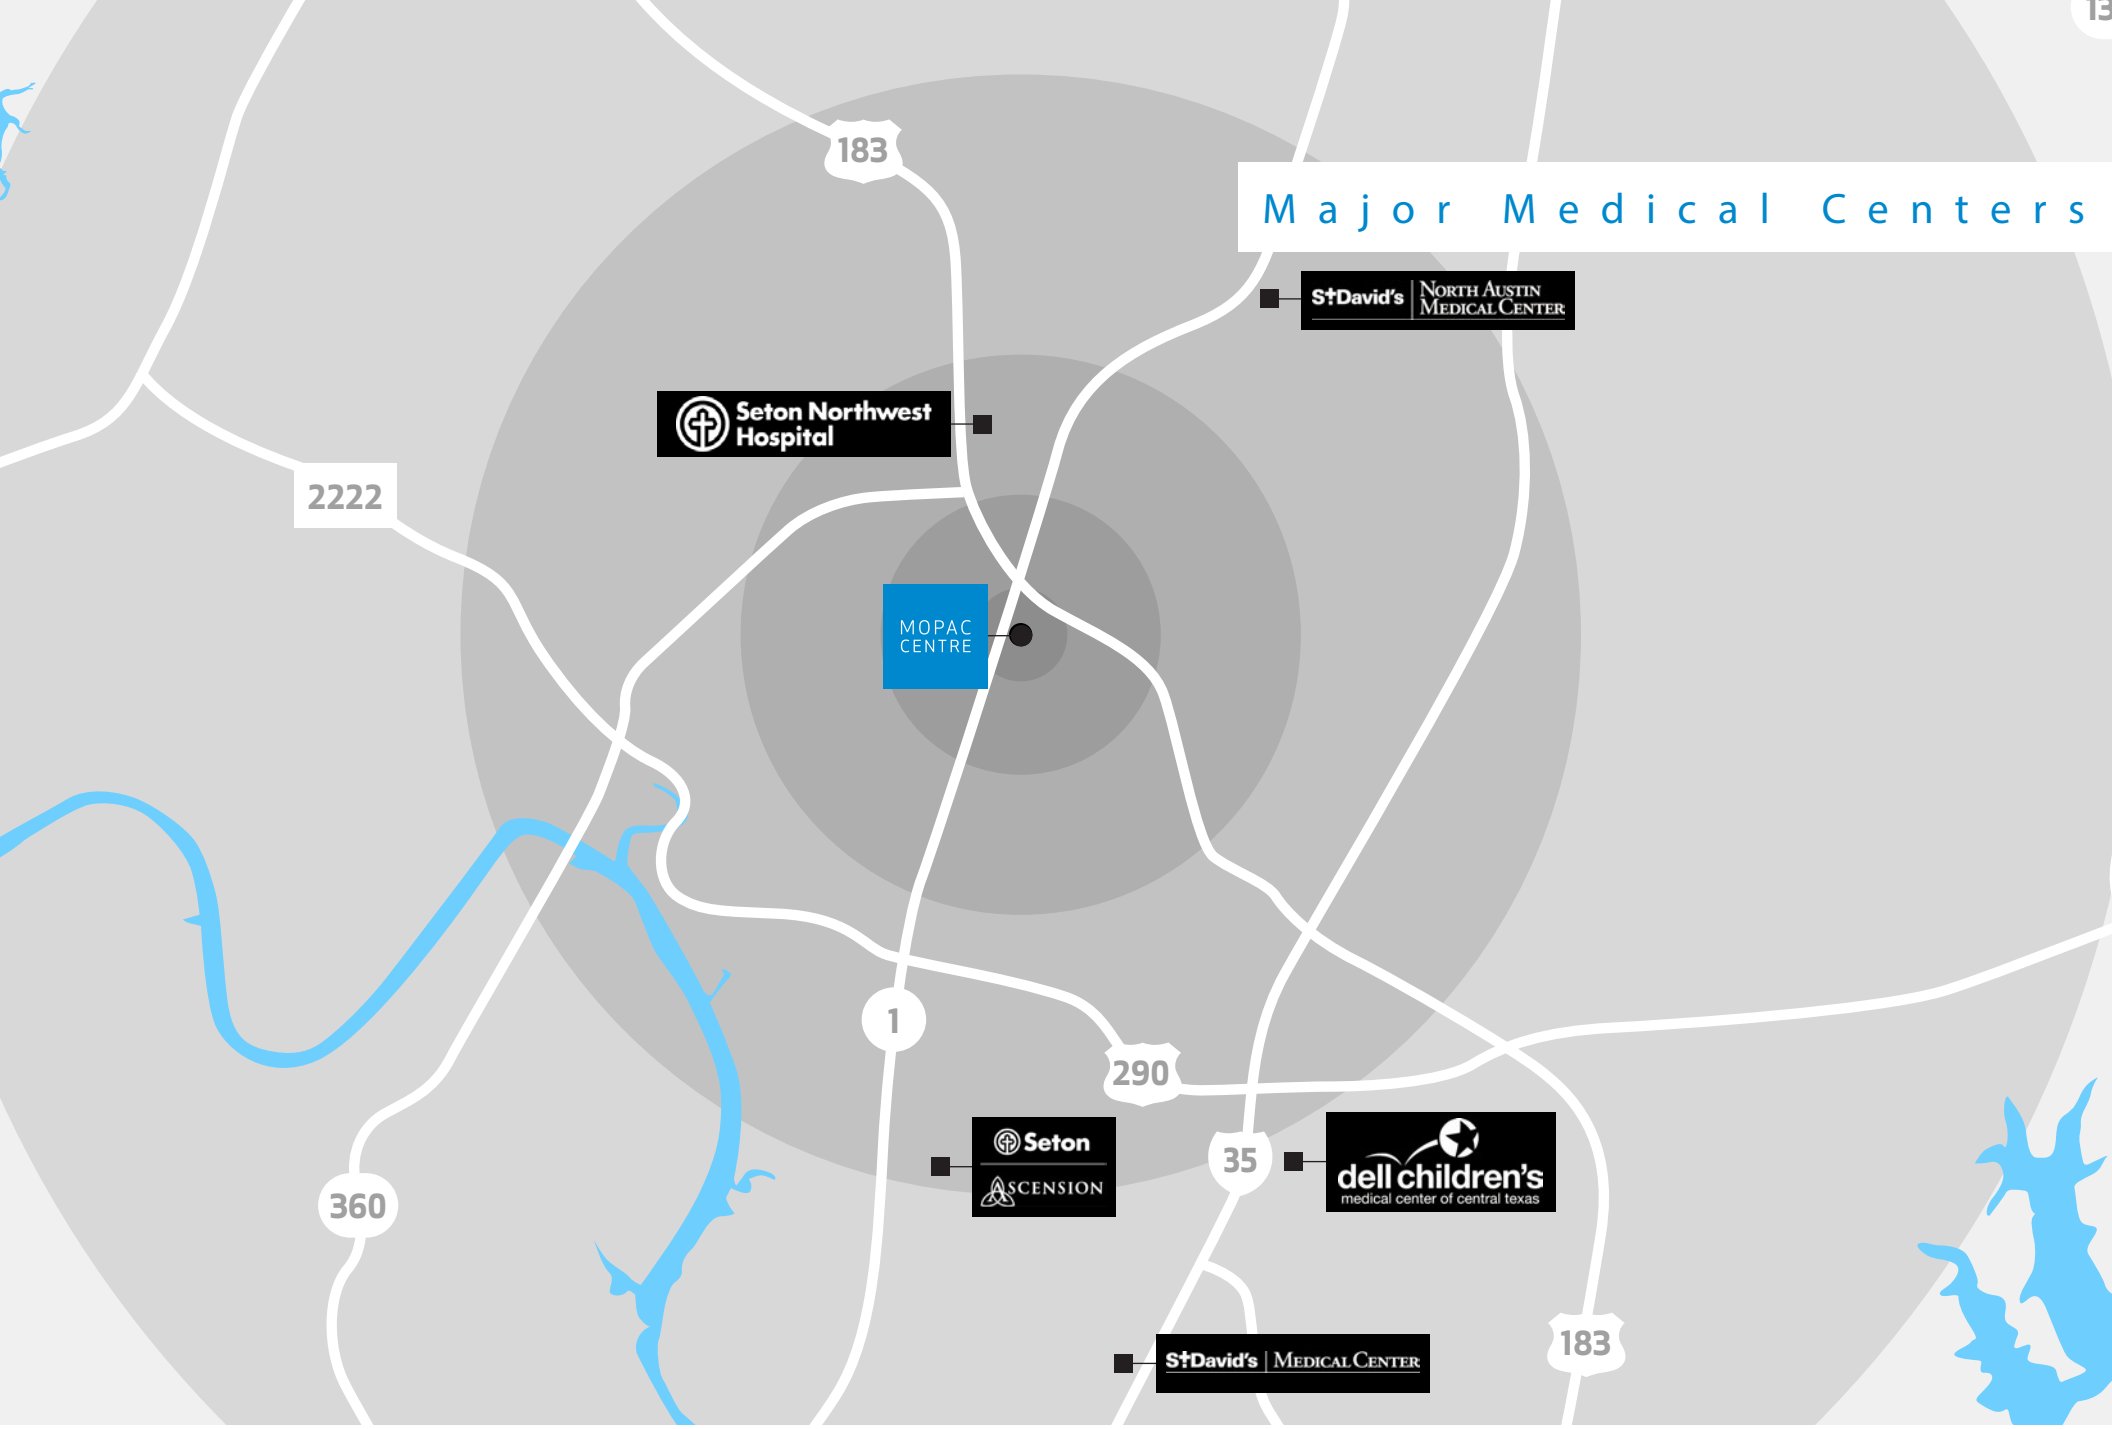 183
Major Medical Centers
St David's | NORTH AUSTIN
MEDICAL CENTER
Seton Northwest
Hospital
2222
MOPAC
CENTRE
1
290
Seton
ASCENSION
35
dell children's
medical center of central texas
360
183
St David's | MEDICAL CENTER